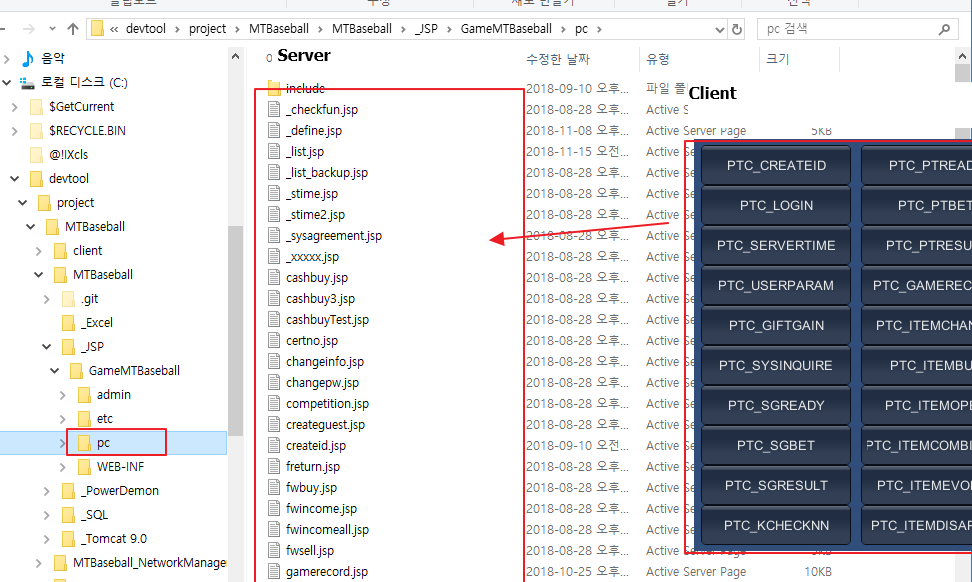 « devtool > project > MTBaseball > MTBaseball > _JSP > GameMTBaseball > pc >
pc 검색
음악
로컬 디스크 (C:)
$GetCurrent
$RECYCLE.BIN
@!IXcls
devtool
project
MTBaseball
client
MTBaseball
.git
_Excel
_JSP
GameMTBaseball
admin
etc
pc
WEB-INF
_PowerDemon
_SQL
_Tomcat 9.0
MTBaseball_NetworkManage
Server
수정한 날짜 유형 크기
include 2018-09-10 오후... 파일 폴
_checkfun.jsp 2018-08-28 오후... Active S
_define.jsp 2018-11-08 오후... Active Server Page 5KB
_list.jsp 2018-11-15 오전... Active Se
_list_backup.jsp 2018-08-28 오후... Active Se
_stime.jsp 2018-08-28 오후... Active Se
_stime2.jsp 2018-08-28 오후... Active Se
_sysagreement.jsp 2018-08-28 오후... Active Se
_xxxxx.jsp 2018-08-28 오후... Active Se
cashbuy.jsp 2018-08-28 오후... Active Se
cashbuy3.jsp 2018-08-28 오후... Active Se
cashbuyTest.jsp 2018-08-28 오후... Active Se
certno.jsp 2018-08-28 오후... Active Se
changeinfo.jsp 2018-08-28 오후... Active Se
changepw.jsp 2018-08-28 오후... Active Se
competition.jsp 2018-08-28 오후... Active Se
createguest.jsp 2018-08-28 오후... Active Se
createid.jsp 2018-09-10 오전... Active Se
freturn.jsp 2018-08-28 오후... Active Se
fwbuy.jsp 2018-08-28 오후... Active Se
fwincome.jsp 2018-08-28 오후... Active Se
fwincomeall.jsp 2018-08-28 오후... Active Se
fwsell.jsp 2018-08-28 오후... Active Server Page
gamerecord.jsp 2018-10-25 오후... Active Server Page 10KB
Client
PTC_CREATEID PTC_PTREAD
PTC_LOGIN PTC_PTBET
PTC_SERVERTIME PTC_PTRESU
PTC_USERPARAM PTC_GAMEREC
PTC_GIFTGAIN PTC_ITEMCHAN
PTC_SYSINQUIRE PTC_ITEMBU
PTC_SGREADY PTC_ITEMOPE
PTC_SGBET PTC_ITEMCOMBI
PTC_SGRESULT PTC_ITEMEVO
PTC_KCHECKNN PTC_ITEMDISAR